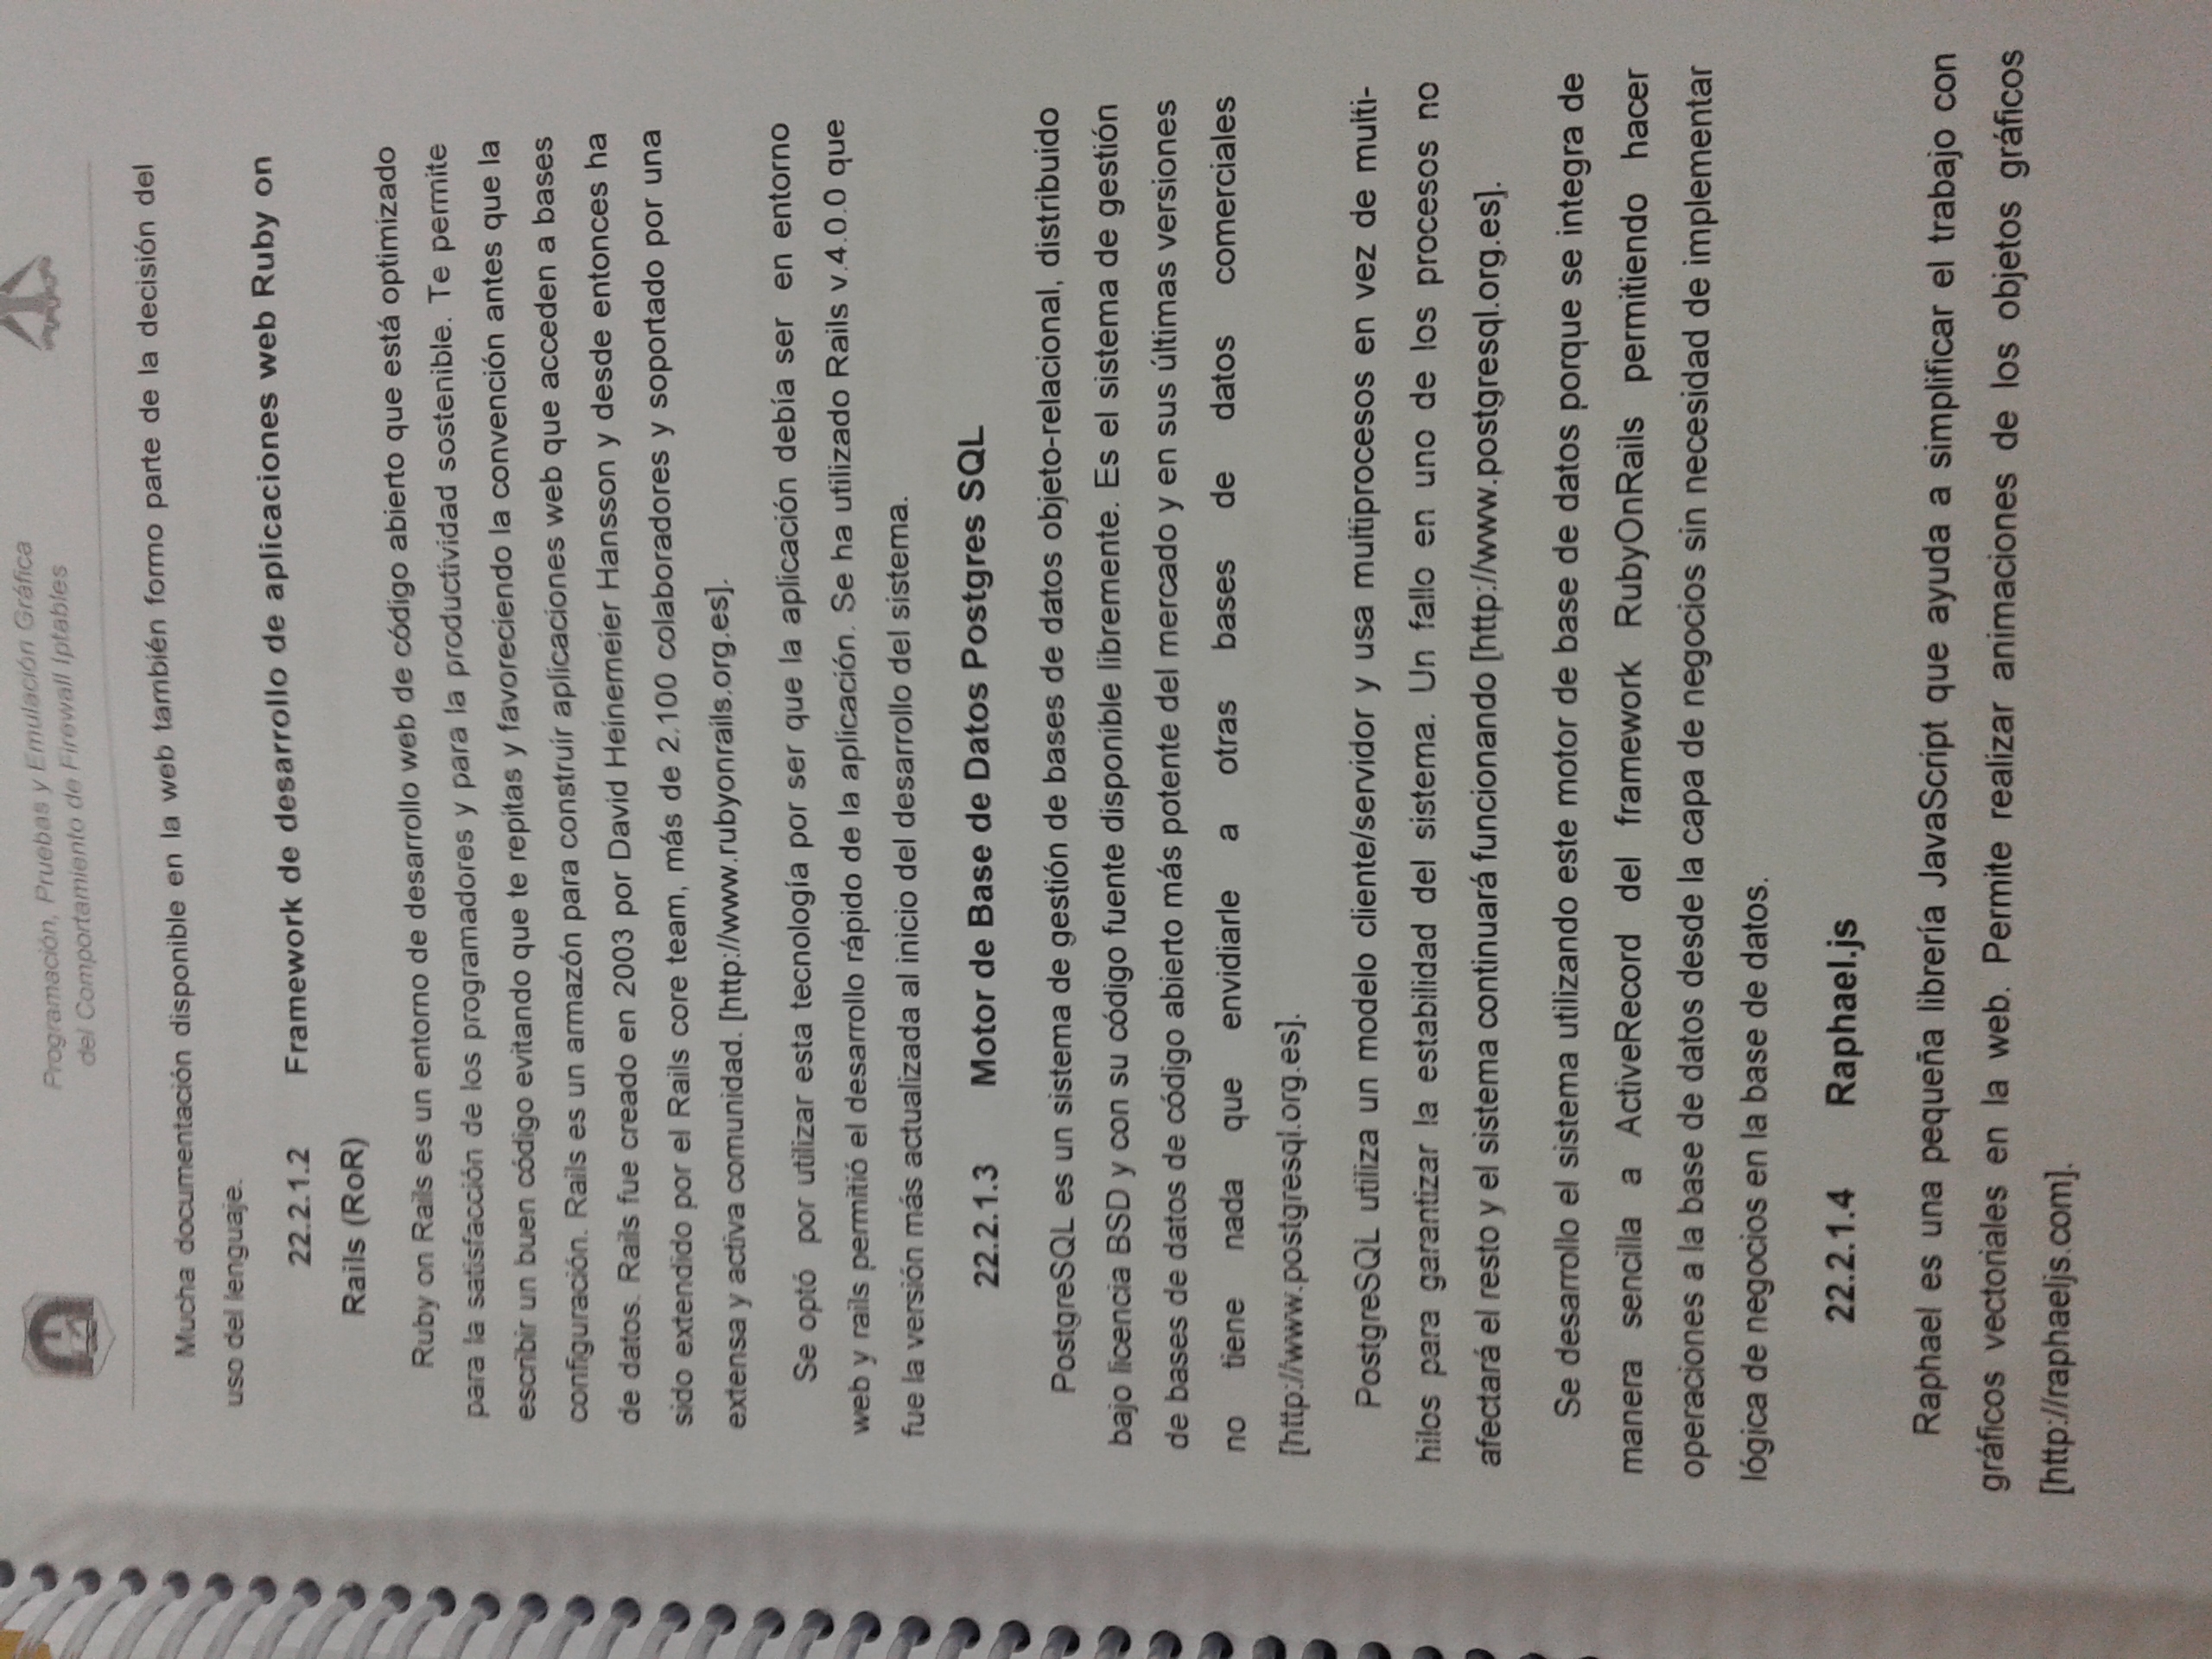 Programación, Pruebas y Emulación Gráfica
del Comportamiento de Firewall Iptables
Mucha documentación disponible en la web también formo parte de la decisión del
uso del lenguaje.
22.2.1.2 Framework de desarrollo de aplicaciones web Ruby on
Rails (RoR)
Ruby on Rails es un entorno de desarrollo web de código abierto que está optimizado
para la satisfacción de los programadores y para la productividad sostenible. Te permite
escribir un buen código evitando que te repitas y favoreciendo la convención antes que la
configuración. Rails es un armazón para construir aplicaciones web que acceden a bases
de datos. Rails fue creado en 2003 por David Heinemeier Hansson y desde entonces ha
sido extendido por el Rails core team, más de 2.100 colaboradores y soportado por una
extensa y activa comunidad. [http://www.rubyonrails.org.es].
Se optó por utilizar esta tecnología por ser que la aplicación debía ser en entorno
web y rails permitió el desarrollo rápido de la aplicación. Se ha utilizado Rails v.4.0.0 que
fue la versión más actualizada al inicio del desarrollo del sistema.
22.2.1.3 Motor de Base de Datos Postgres SQL
PostgreSQL es un sistema de gestión de bases de datos objeto-relacional, distribuido
bajo licencia BSD y con su código fuente disponible libremente. Es el sistema de gestión
de bases de datos de código abierto más potente del mercado y en sus últimas versiones
no tiene nada que envidiarle a otras bases de datos comerciales
[http://www.postgresql.org.es].
PostgreSQL utiliza un modelo cliente/servidor y usa multiprocesos en vez de multi-
hilos para garantizar la estabilidad del sistema. Un fallo en uno de los procesos no
afectará el resto y el sistema continuará funcionando [http://www.postgresql.org.es].
Se desarrollo el sistema utilizando este motor de base de datos porque se integra de
manera sencilla a ActiveRecord del framework RubyOnRails permitiendo hacer
operaciones a la base de datos desde la capa de negocios sin necesidad de implementar
lógica de negocios en la base de datos.
22.2.1.4 Raphael.js
Raphael es una pequeña librería JavaScript que ayuda a simplificar el trabajo con
gráficos vectoriales en la web. Permite realizar animaciones de los objetos gráficos
[http://raphaeljs.com].